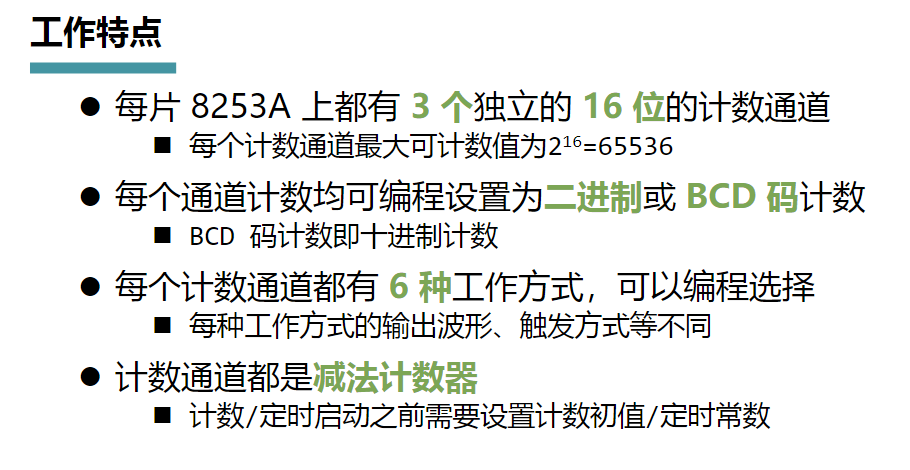 工作特点
● 每片 8253A 上都有 3 个独立的 16 位的计数通道
■ 每个计数通道最大可计数值为2¹⁶=65536
● 每个通道计数均可编程设置为二进制或 BCD 码计数
■ BCD 码计数即十进制计数
● 每个计数通道都有 6 种工作方式，可以编程选择
■ 每种工作方式的输出波形、触发方式等不同
● 计数通道都是减法计数器
■ 计数/定时启动之前需要设置计数初值/定时常数